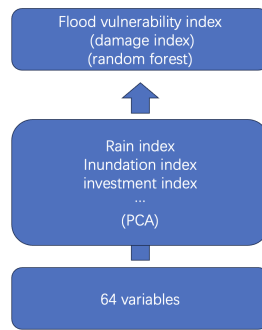 Flood vulnerability index
(damage index)
(random forest)
Rain index
Inundation index
investment index
...
(PCA)
64 variables